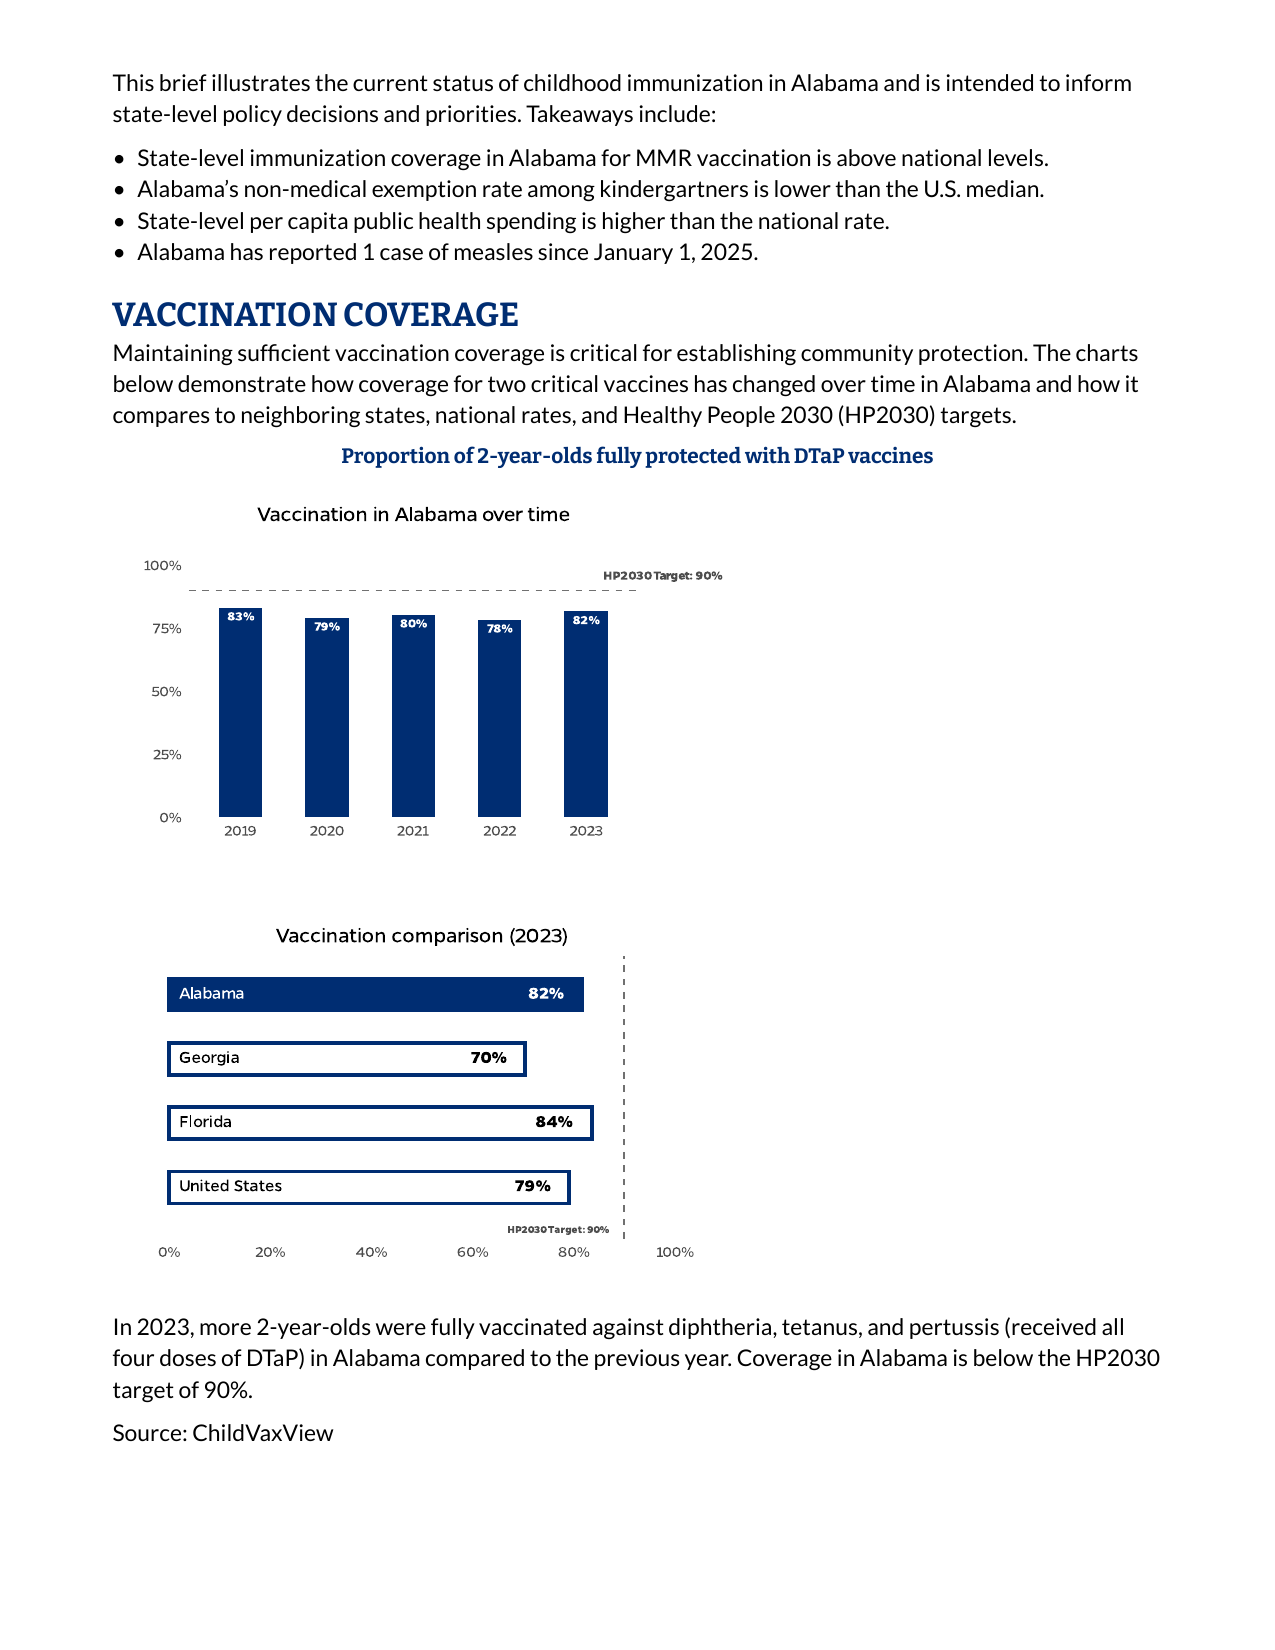 This brief illustrates the current status of childhood immunization in Alabama and is intended to inform
state-level policy decisions and priorities. Takeaways include:
• State-level immunization coverage in Alabama for MMR vaccination is above national levels.
• Alabama’s non-medical exemption rate among kindergartners is lower than the U.S. median.
• State-level per capita public health spending is higher than the national rate.
• Alabama has reported 1 case of measles since January 1, 2025.
VACCINATION COVERAGE
Maintaining sufficient vaccination coverage is critical for establishing community protection. The charts
below demonstrate how coverage for two critical vaccines has changed over time in Alabama and how it
compares to neighboring states, national rates, and Healthy People 2030 (HP2030) targets.
Proportion of 2-year-olds fully protected with DTaP vaccines
Vaccination in Alabama over time
100%
HP2030 Target: 90%
83% 79% 80% 78% 82%
75%
50%
25%
0%
2019 2020 2021 2022 2023
Vaccination comparison (2023)
Alabama 82%
Georgia 70%
Florida 84%
United States 79%
HP2030 Target: 90%
0% 20% 40% 60% 80% 100%
In 2023, more 2-year-olds were fully vaccinated against diphtheria, tetanus, and pertussis (received all
four doses of DTaP) in Alabama compared to the previous year. Coverage in Alabama is below the HP2030
target of 90%.
Source: ChildVaxView